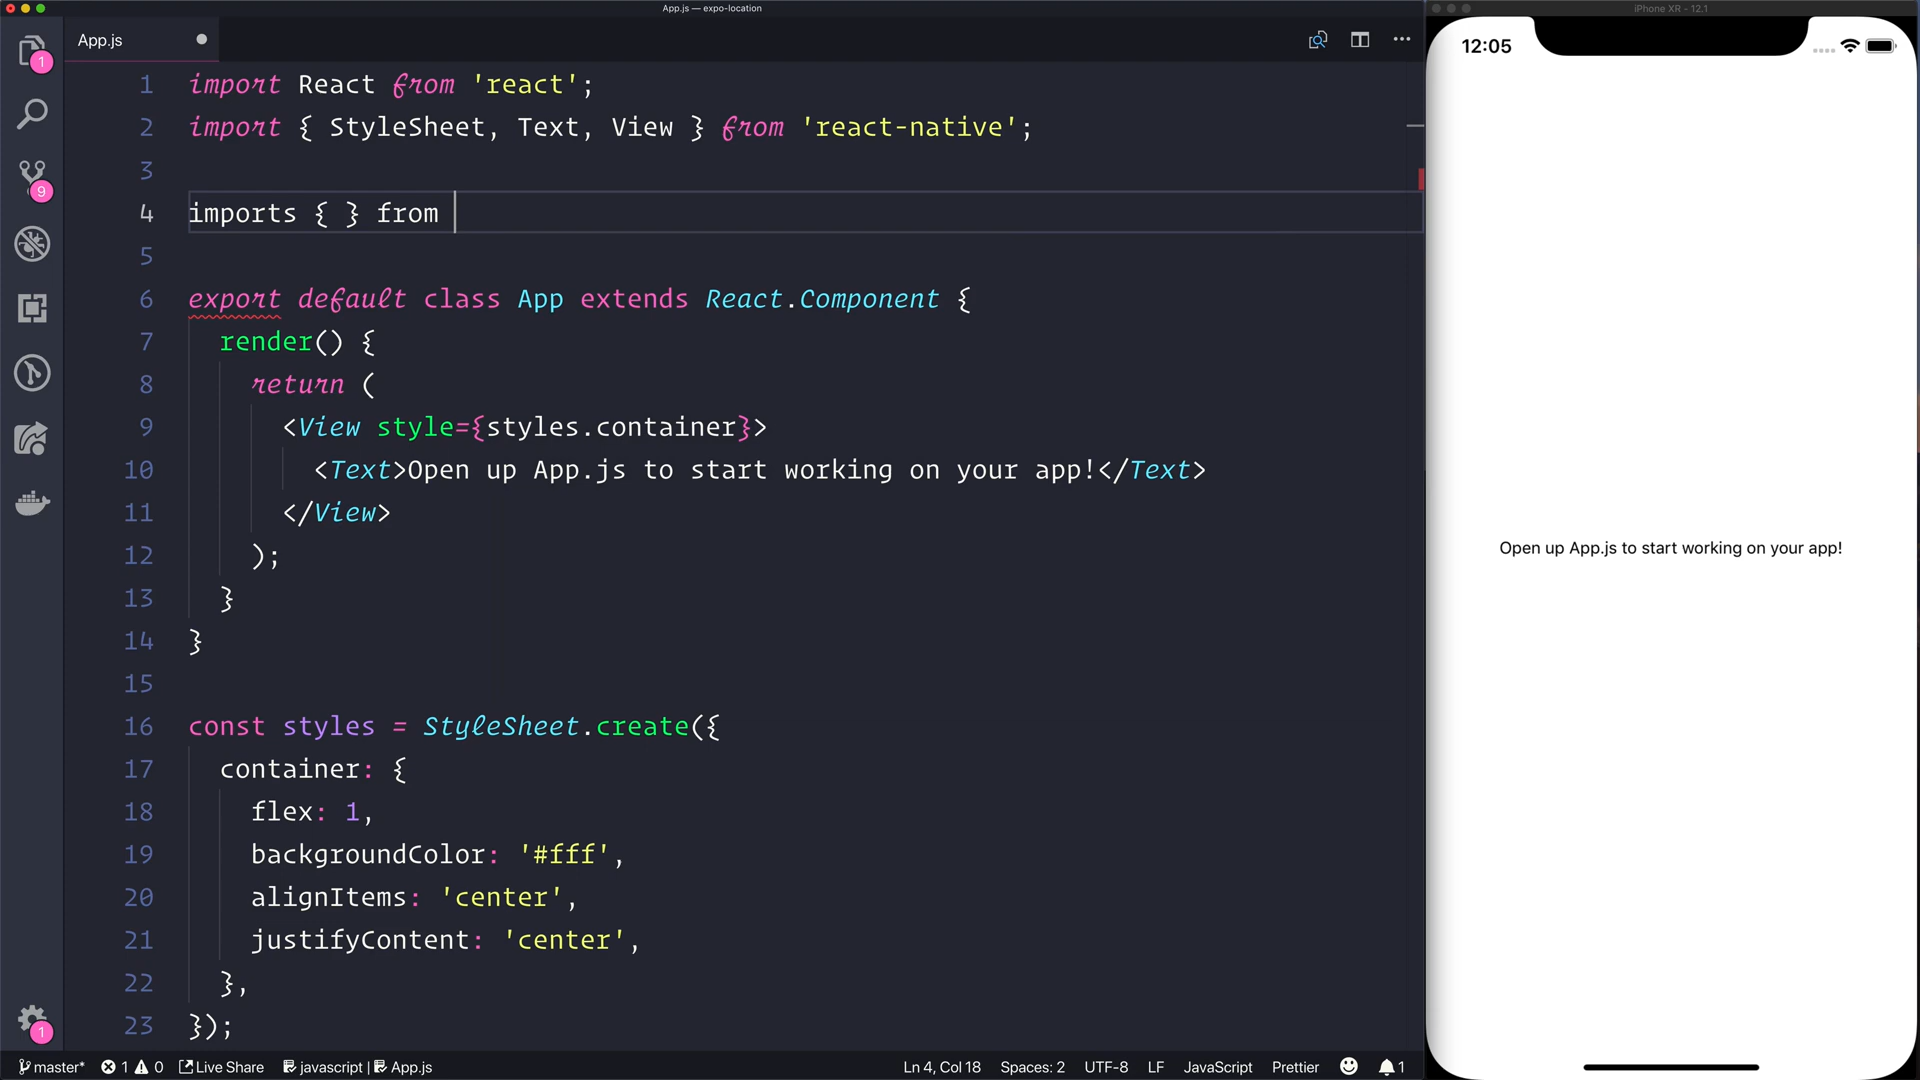 App.js — expo-location
iPhone XR - 12.1
App.js
12:05
1
9
1
1 import React from 'react';
2 import { StyleSheet, Text, View } from 'react-native';
3
4 imports { } from
5
6 export default class App extends React.Component {
7 render() {
8 return (
9 <View style={styles.container}>
10 <Text>Open up App.js to start working on your app!</Text>
11 </View>
12 );
13 }
14 }
15
16 const styles = StyleSheet.create({
17 container: {
18 flex: 1,
19 backgroundColor: '#fff',
20 alignItems: 'center',
21 justifyContent: 'center',
22 },
23 });
Open up App.js to start working on your app!
master* 1 0 Live Share javascript | App.js Ln 4, Col 18 Spaces: 2 UTF-8 LF JavaScript Prettier 1